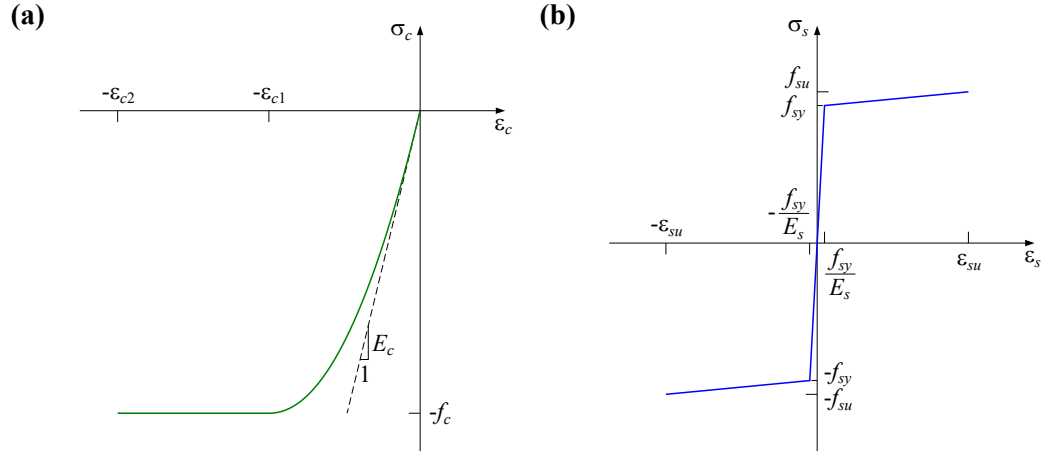 (a)
σc
-εc2
-εc1
εc
Ec
1
-fc
(b)
σs
fsu
fsy
-fsy
Es
-εsu
εsu
εs
fsy
Es
-fsy
-fsu